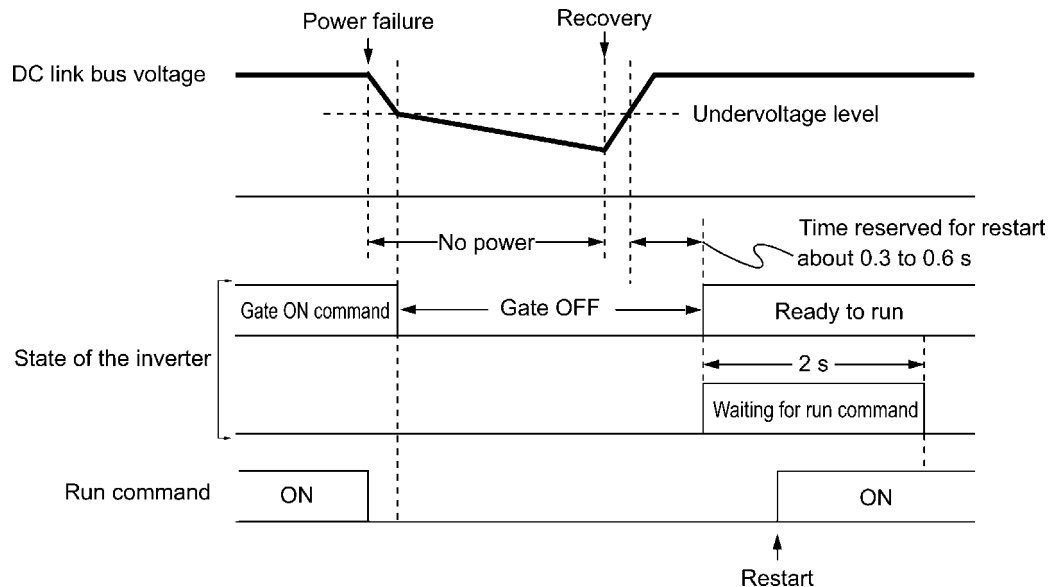 Power failure
Recovery
DC link bus voltage
Undervoltage level
No power
Time reserved for restart
about 0.3 to 0.6 s
Gate ON command
Gate OFF
Ready to run
State of the inverter
2 s
Waiting for run command
Run command
ON
ON
Restart